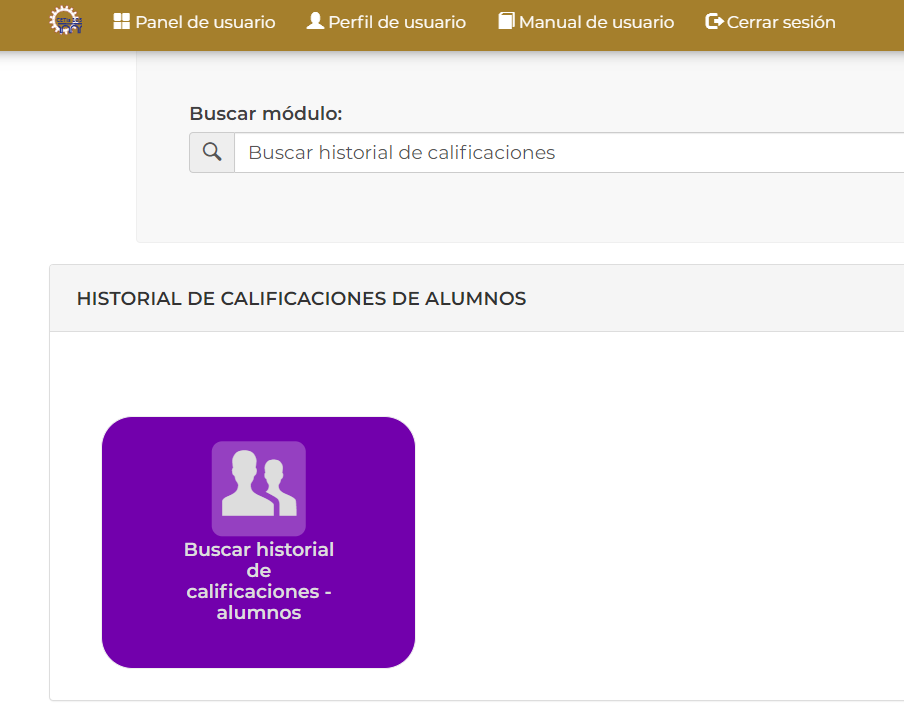 Panel de usuario Perfil de usuario Manual de usuario Cerrar sesión
Buscar módulo:
Buscar historial de calificaciones
HISTORIAL DE CALIFICACIONES DE ALUMNOS
Buscar historial
de
calificaciones -
alumnos